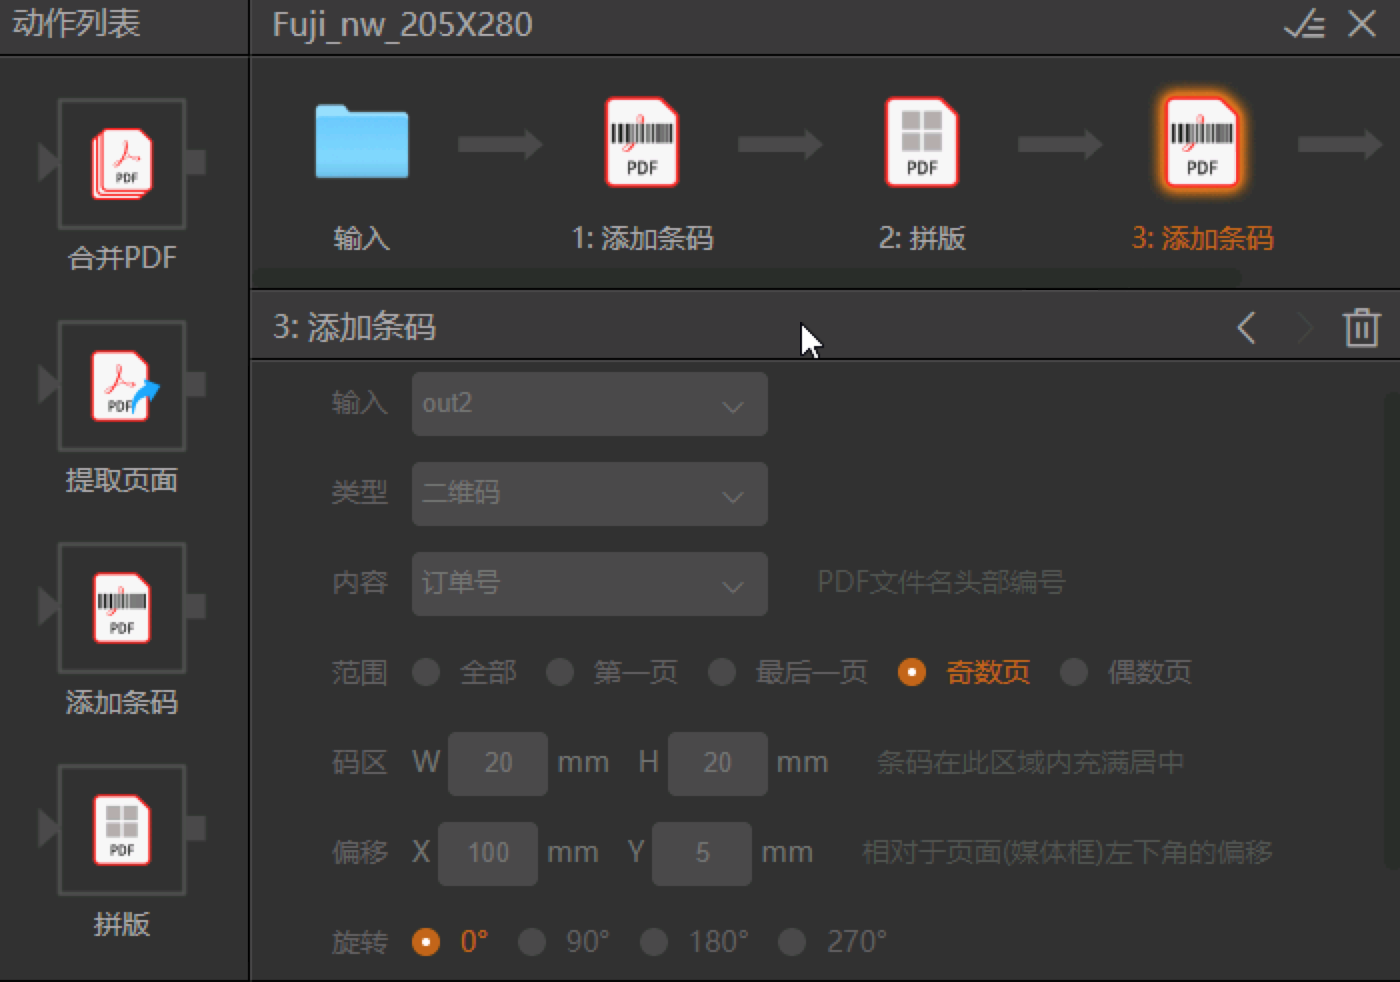 动作列表
Fuji_nw_205X280
PDF
合并PDF
PDF
提取页面
PDF
添加条码
PDF
拼版
输入
PDF
1: 添加条码
PDF
2: 拼版
PDF
3: 添加条码
3: 添加条码
输入 out2
类型 二维码
内容 订单号 PDF文件名头部编号
范围 全部 第一页 最后一页 奇数页 偶数页
码区 W 20 mm H 20 mm 条码在此区域内充满居中
偏移 X 100 mm Y 5 mm 相对于页面(媒体框)左下角的偏移
旋转 0° 90° 180° 270°